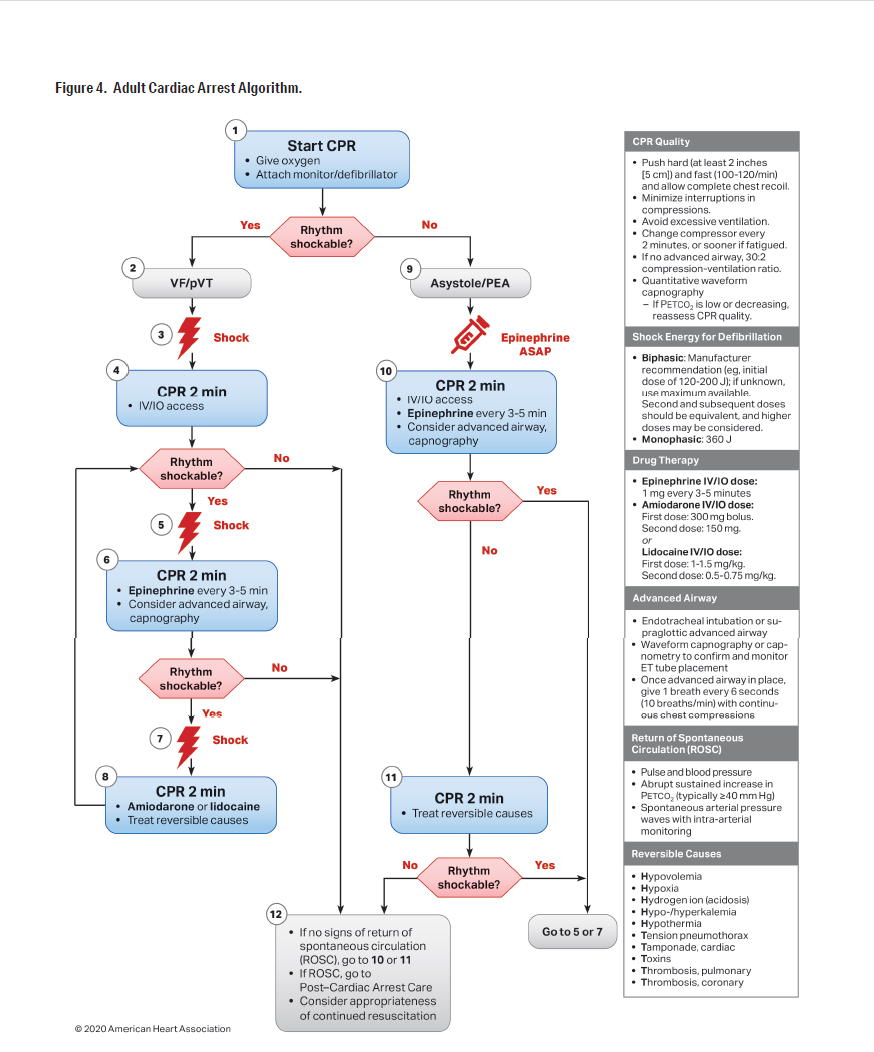 Figure 4. Adult Cardiac Arrest Algorithm.
1
Start CPR
• Give oxygen
• Attach monitor/defibrillator
Yes
Rhythm
shockable?
No
2
VF/pVT
9
Asystole/PEA
3
Shock
Epinephrine
ASAP
4
CPR 2 min
• IV/IO access
10
CPR 2 min
• IV/IO access
• Epinephrine every 3-5 min
• Consider advanced airway,
capnography
Rhythm
shockable?
No
Yes
Rhythm
shockable?
Yes
No
5
Shock
6
CPR 2 min
• Epinephrine every 3-5 min
• Consider advanced airway,
capnography
Rhythm
shockable?
No
Yes
7
Shock
8
CPR 2 min
• Amiodarone or lidocaine
• Treat reversible causes
11
CPR 2 min
• Treat reversible causes
No
Rhythm
shockable?
Yes
12
• If no signs of return of
spontaneous circulation
(ROSC), go to 10 or 11
• If ROSC, go to
Post–Cardiac Arrest Care
• Consider appropriateness
of continued resuscitation
Go to 5 or 7
CPR Quality
• Push hard (at least 2 inches
[5 cm]) and fast (100-120/min)
and allow complete chest recoil.
• Minimize interruptions in
compressions.
• Avoid excessive ventilation.
• Change compressor every
2 minutes, or sooner if fatigued.
• If no advanced airway, 30:2
compression-ventilation ratio.
• Quantitative waveform
capnography
– If PETCO₂ is low or decreasing,
reassess CPR quality.
Shock Energy for Defibrillation
• Biphasic: Manufacturer
recommendation (eg, initial
dose of 120-200 J); if unknown,
use maximum available.
Second and subsequent doses
should be equivalent, and higher
doses may be considered.
• Monophasic: 360 J
Drug Therapy
• Epinephrine IV/IO dose:
1 mg every 3-5 minutes
• Amiodarone IV/IO dose:
First dose: 300 mg bolus.
Second dose: 150 mg.
or
Lidocaine IV/IO dose:
First dose: 1-1.5 mg/kg.
Second dose: 0.5-0.75 mg/kg.
Advanced Airway
• Endotracheal intubation or su-
praglottic advanced airway
• Waveform capnography or cap-
nometry to confirm and monitor
ET tube placement
• Once advanced airway in place,
give 1 breath every 6 seconds
(10 breaths/min) with continu-
ous chest compressions
Return of Spontaneous
Circulation (ROSC)
• Pulse and blood pressure
• Abrupt sustained increase in
PETCO₂ (typically ≥40 mm Hg)
• Spontaneous arterial pressure
waves with intra-arterial
monitoring
Reversible Causes
• Hypovolemia
• Hypoxia
• Hydrogen ion (acidosis)
• Hypo-/hyperkalemia
• Hypothermia
• Tension pneumothorax
• Tamponade, cardiac
• Toxins
• Thrombosis, pulmonary
• Thrombosis, coronary
© 2020 American Heart Association